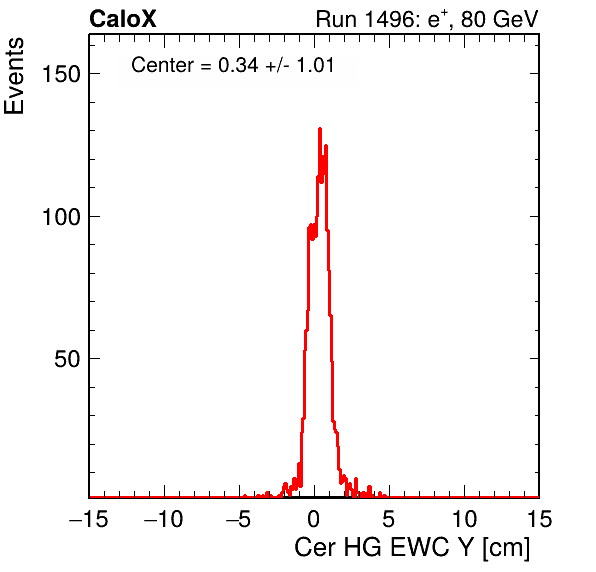 CaloX Run 1496: e+, 80 GeV
Events
Center = 0.34 +/- 1.01
150
100
50
−15 −10 −5 0 5 10 15
Cer HG EWC Y [cm]